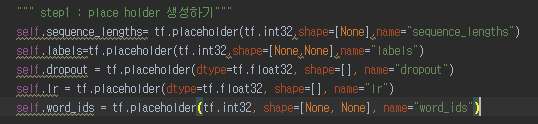 """ step1 : place holder 생성하기"""
self.sequence_lengths= tf.placeholder(tf.int32,shape=[None],name="sequence_lengths")
self.labels=tf.placeholder(tf.int32,shape=[None,None],name="labels")
self.dropout = tf.placeholder(dtype=tf.float32, shape=[], name="dropout")
self.lr = tf.placeholder(dtype=tf.float32, shape=[], name="lr")
self.word_ids = tf.placeholder(tf.int32, shape=[None, None], name="word_ids")